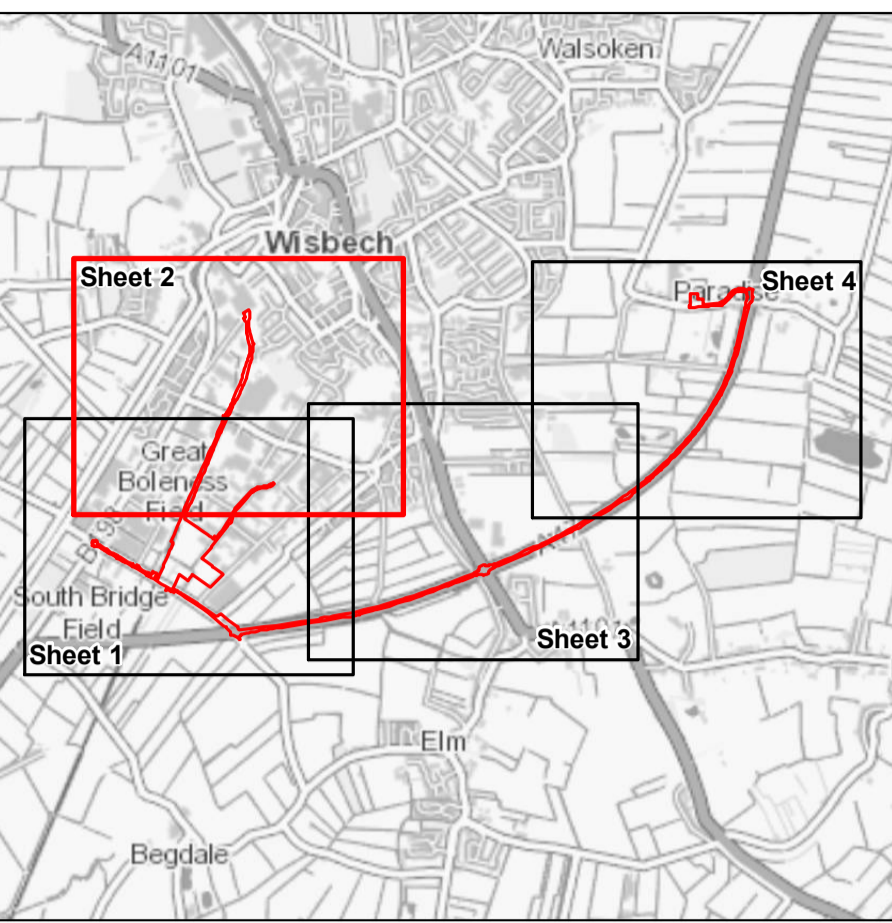 A1101
Walsoken
Wisbech
Sheet 2
Paradise
Sheet 4
Great
Boleness
Field
South Bridge
Field
Sheet 1
Sheet 3
Elm
Begdale